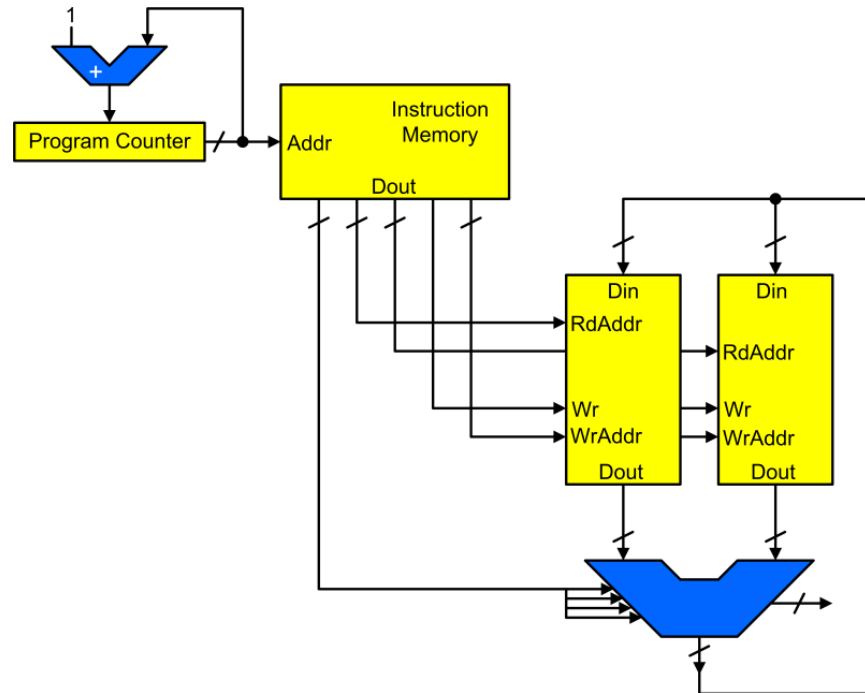 1
+
Program Counter
Instruction
Memory
Addr
Dout
Din
Din
RdAddr
RdAddr
Wr
Wr
WrAddr
WrAddr
Dout
Dout